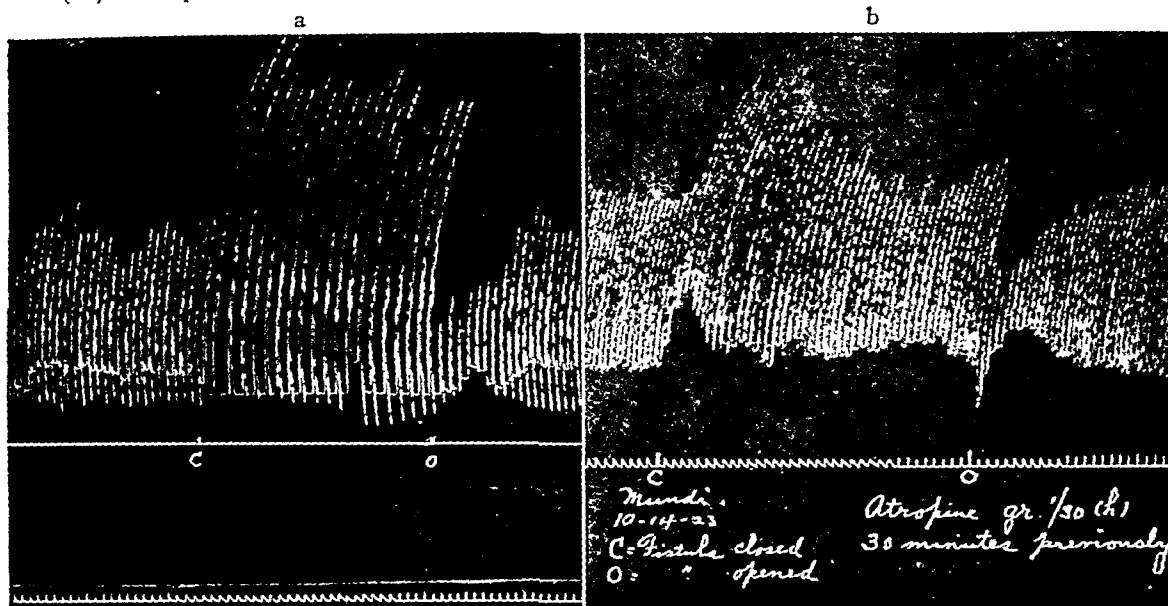 a
b
C
O
C
O
Mundi.
10-14-23
C = Fistula closed
O = " opened
Atropine gr. 1/30 (h)
30 minutes previously